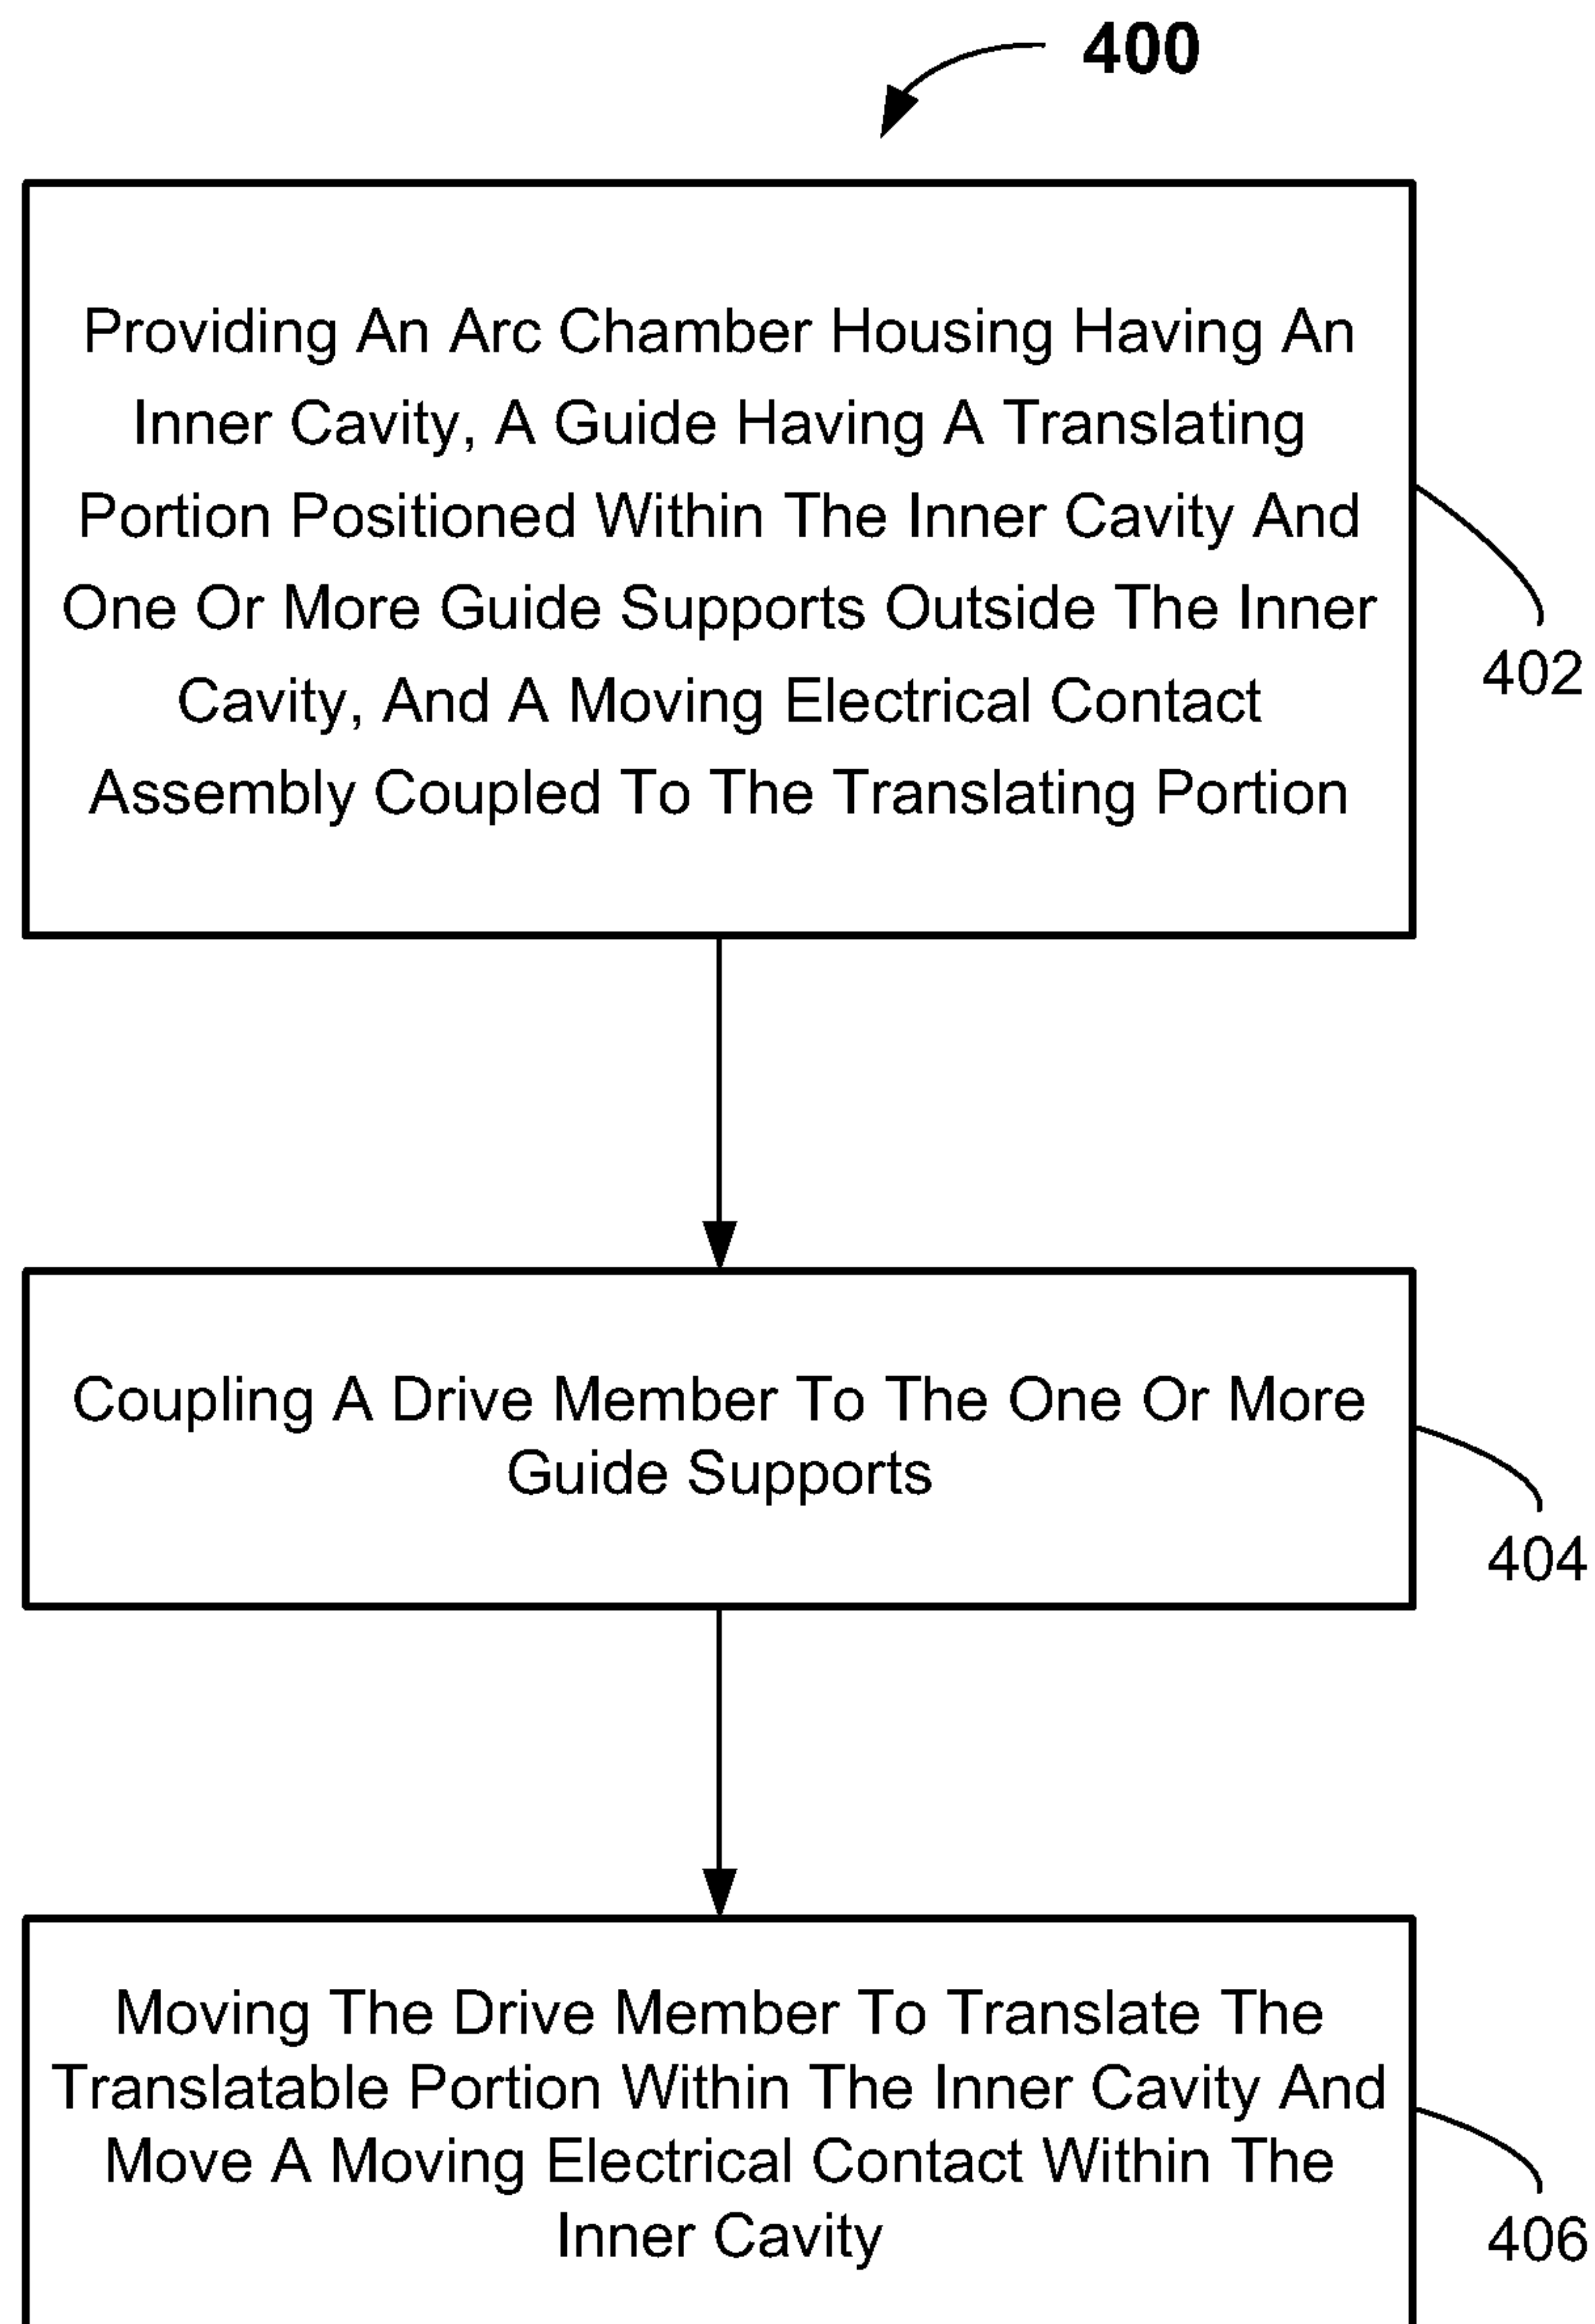 400
Providing An Arc Chamber Housing Having An
Inner Cavity, A Guide Having A Translating
Portion Positioned Within The Inner Cavity And
One Or More Guide Supports Outside The Inner
Cavity, And A Moving Electrical Contact
Assembly Coupled To The Translating Portion
402
Coupling A Drive Member To The One Or More
Guide Supports
404
Moving The Drive Member To Translate The
Translatable Portion Within The Inner Cavity And
Move A Moving Electrical Contact Within The
Inner Cavity
406